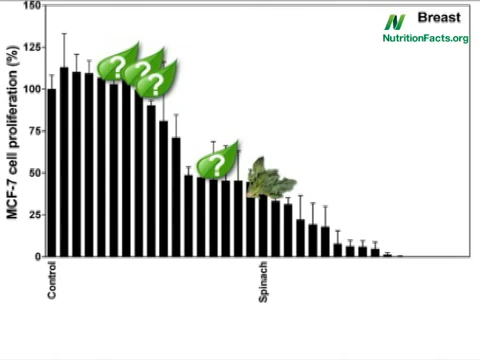 Breast
NutritionFacts.org
MCF-7 cell proliferation (%)
150
125
100
75
50
25
0
? ? ?
?
Control
Spinach